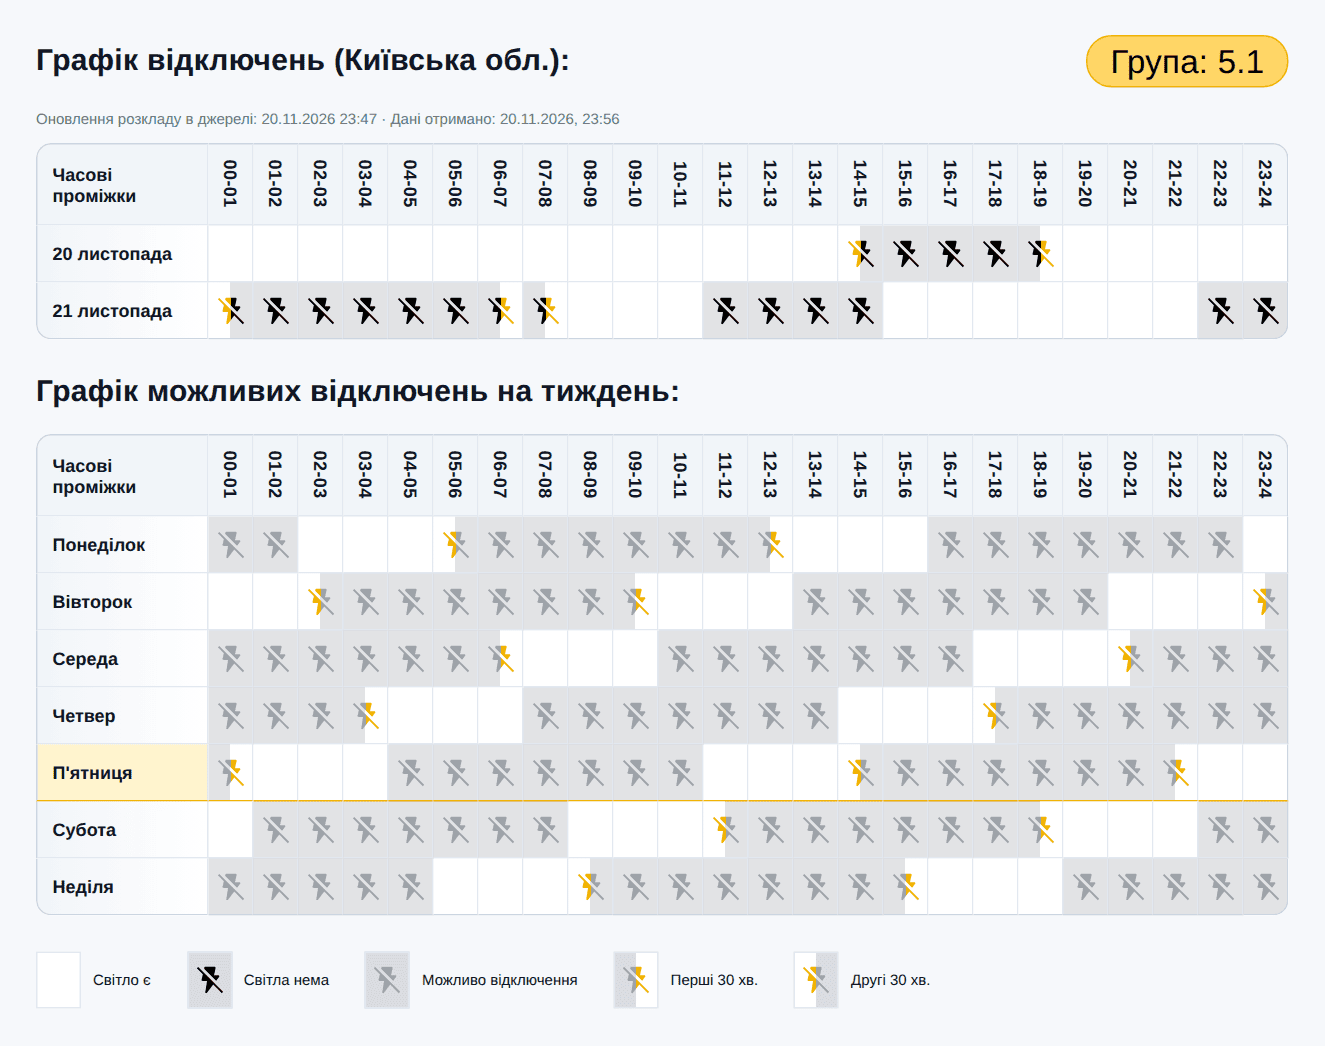 Графік відключень (Київська обл.):
Група: 5.1
Оновлення розкладу в джерелі: 20.11.2026 23:47 · Дані отримано: 20.11.2026, 23:56
Часові
проміжки
00-01 01-02 02-03 03-04 04-05 05-06 06-07 07-08 08-09 09-10 10-11 11-12 12-13 13-14 14-15 15-16 16-17 17-18 18-19 19-20 20-21 21-22 22-23 23-24
20 листопада
21 листопада
Графік можливих відключень на тиждень:
Часові
проміжки
00-01 01-02 02-03 03-04 04-05 05-06 06-07 07-08 08-09 09-10 10-11 11-12 12-13 13-14 14-15 15-16 16-17 17-18 18-19 19-20 20-21 21-22 22-23 23-24
Понеділок
Вівторок
Середа
Четвер
П'ятниця
Субота
Неділя
Світло є
Світла нема
Можливо відключення
Перші 30 хв.
Другі 30 хв.